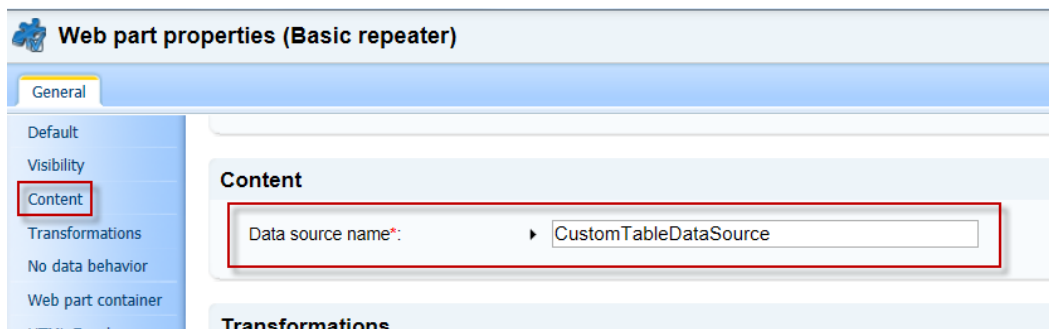 Web part properties (Basic repeater)
General
Default
Visibility
Content
Transformations
No data behavior
Web part container
Content
Data source name*:
CustomTableDataSource
Transformations